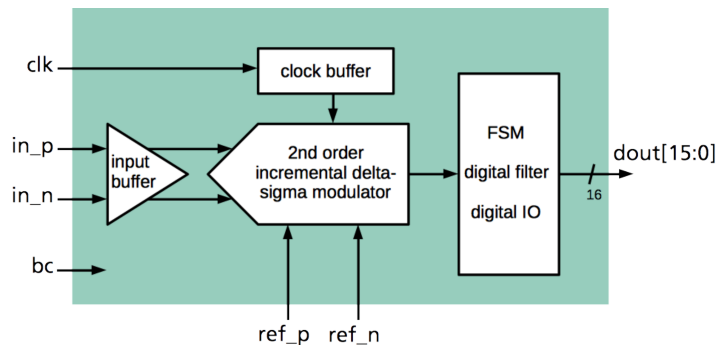 clk
clock buffer
in_p
in_n
input
buffer
2nd order
incremental delta-
sigma modulator
FSM
digital filter
digital IO
dout[15:0]
16
bc
ref_p
ref_n